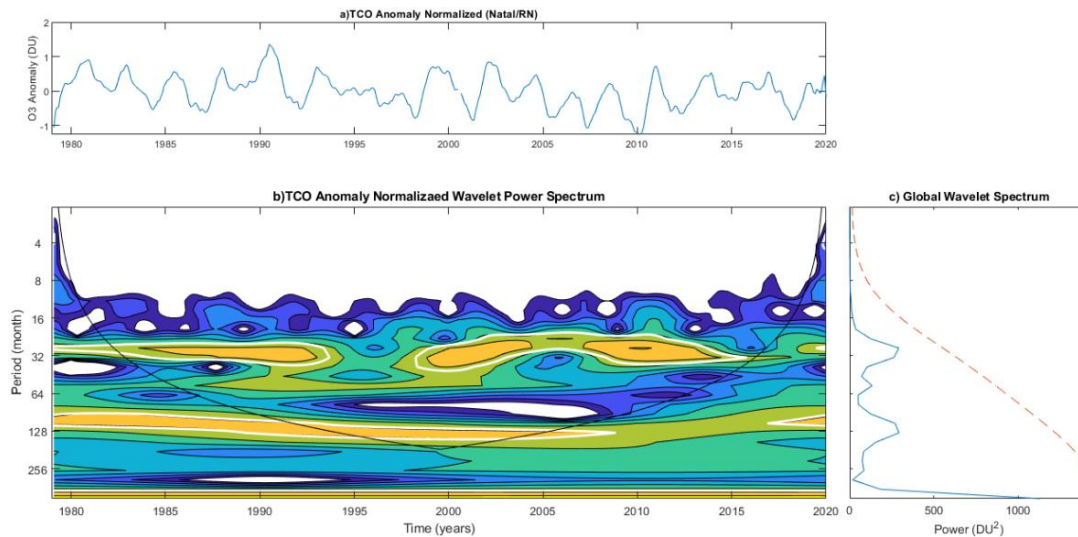 a)TCO Anomaly Normalized (Natal/RN)
O3 Anomaly (DU)
2
1
0
-1
1980 1985 1990 1995 2000 2005 2010 2015 2020
b)TCO Anomaly Normalizaed Wavelet Power Spectrum
Period (month)
4
8
16
32
64
128
256
1980 1985 1990 1995 2000 2005 2010 2015 2020
Time (years)
c) Global Wavelet Spectrum
0 500 1000
Power (DU²)